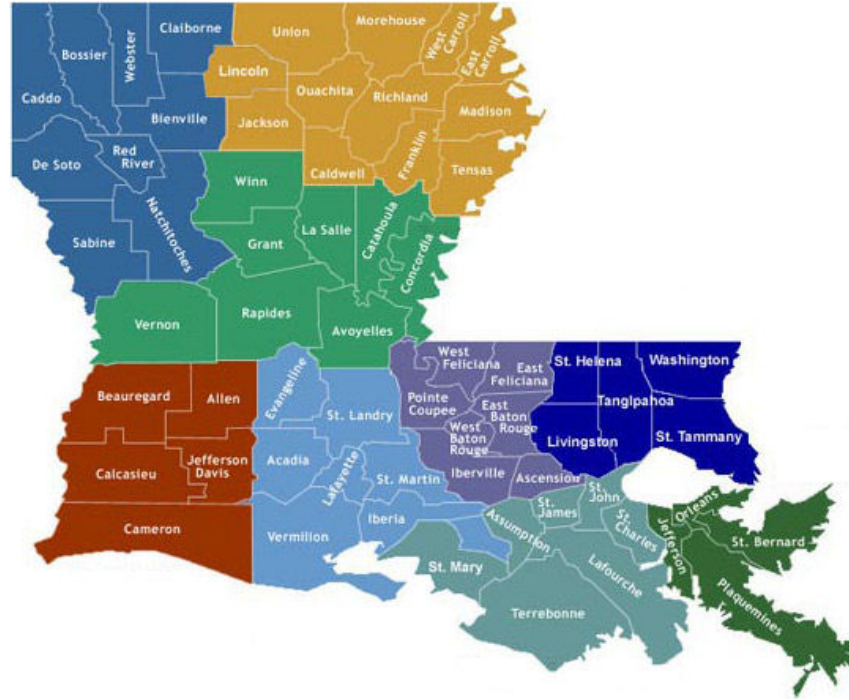 Claiborne
Union
Morehouse
West
Carroll
East
Carroll
Bossier
Webster
Caddo
Lincoln
Ouachita
Richland
Madison
Bienville
Jackson
Franklin
De Soto
Red
River
Caldwell
Tensas
Winn
Natchitoches
Sabine
Grant
La Salle
Catahoula
Concordia
Vernon
Rapides
Avoyelles
West
Feliciana
East
Feliciana
St. Helena
Washington
Beauregard
Allen
Evangeline
St. Landry
Pointe
Coupee
East
Baton
Rouge
Tangipahoa
West
Baton
Rouge
Livingston
St. Tammany
Calcasieu
Jefferson
Davis
Acadia
Lafayette
St. Martin
Iberville
Ascension
St.
John
St.
James
Cameron
Vermilion
Iberia
Assumption
St.
Charles
Orleans
Jefferson
St. Bernard
St. Mary
Lafourche
Plaquemines
Terrebonne